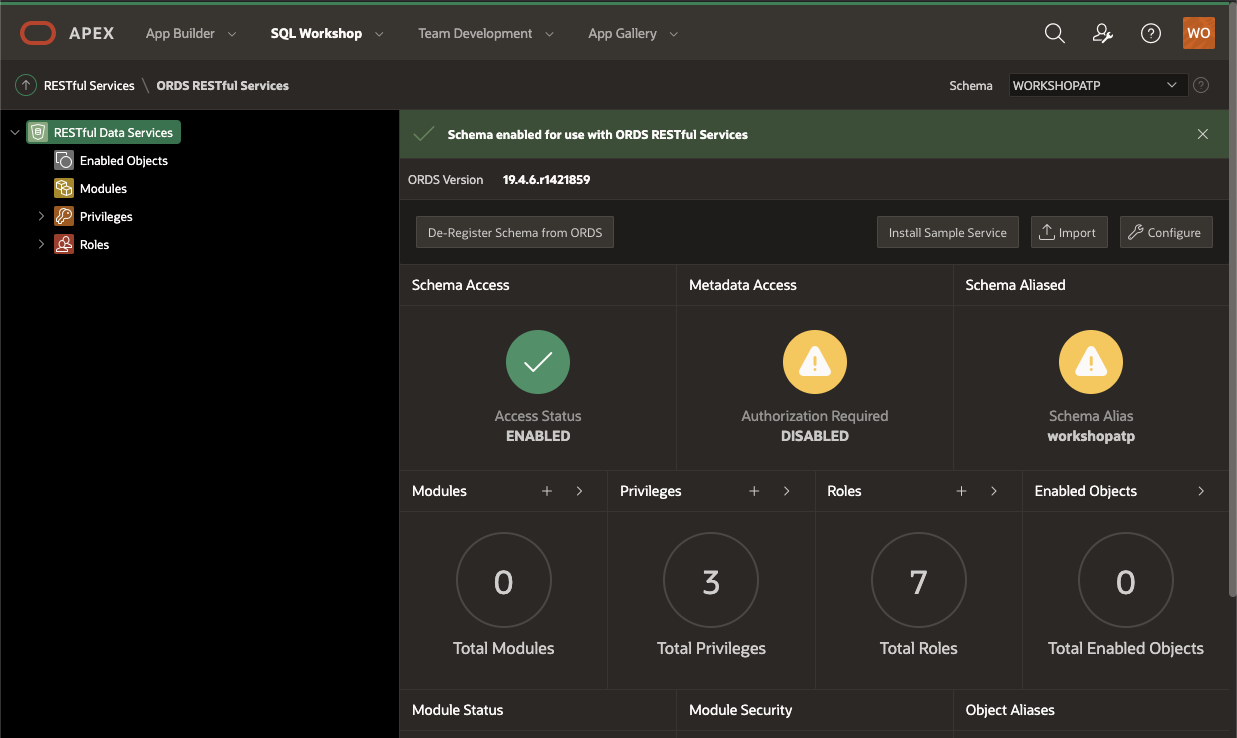 APEX App Builder SQL Workshop Team Development App Gallery WO
RESTful Services \ ORDS RESTful Services Schema WORKSHOPATP
RESTful Data Services
Enabled Objects
Modules
Privileges
Roles
Schema enabled for use with ORDS RESTful Services
ORDS Version 19.4.6.r1421859
De-Register Schema from ORDS Install Sample Service Import Configure
Schema Access Metadata Access Schema Aliased
Access Status Authorization Required Schema Alias
ENABLED DISABLED workshopatp
Modules Privileges Roles Enabled Objects
0 3 7 0
Total Modules Total Privileges Total Roles Total Enabled Objects
Module Status Module Security Object Aliases